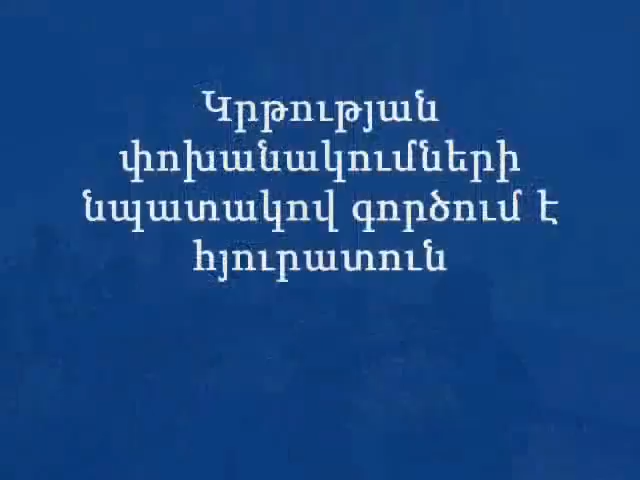 Կրթության
փոխանակումների
նպատակով գործում է
հյուրատուն